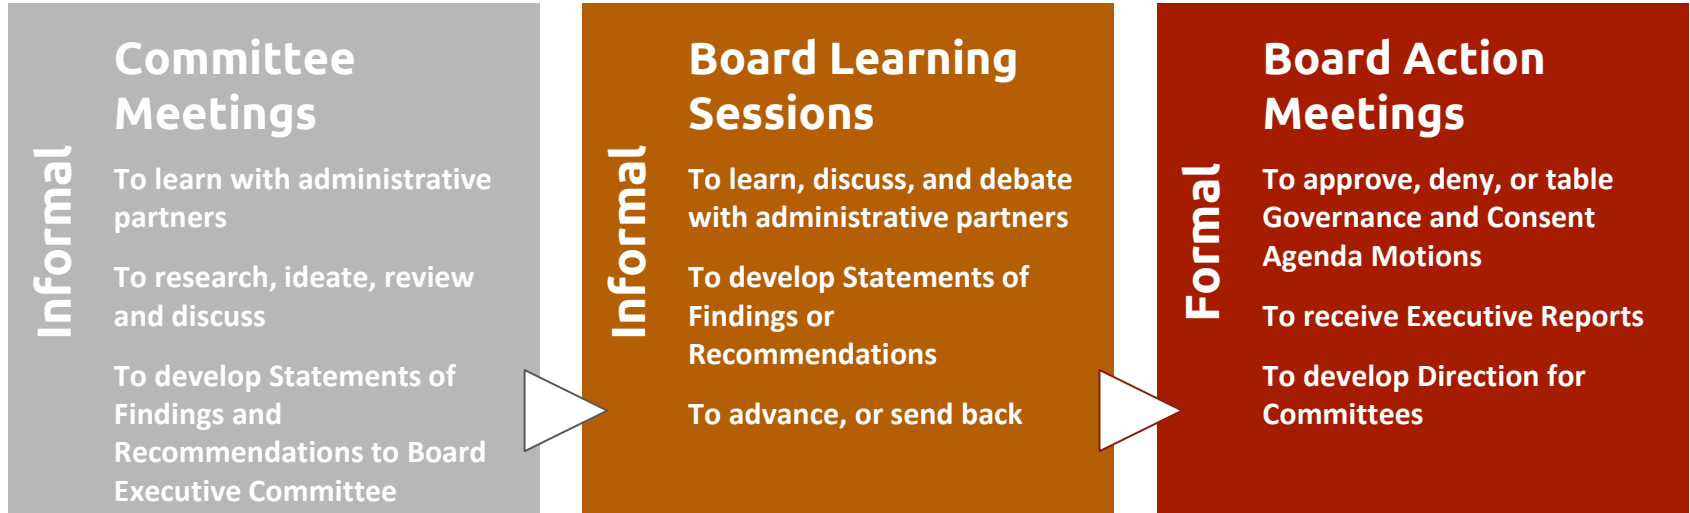 Informal
Committee
Meetings
To learn with administrative
partners
To research, ideate, review
and discuss
To develop Statements of
Findings and
Recommendations to Board
Executive Committee
Informal
Board Learning
Sessions
To learn, discuss, and debate
with administrative partners
To develop Statements of
Findings or
Recommendations
To advance, or send back
Formal
Board Action
Meetings
To approve, deny, or table
Governance and Consent
Agenda Motions
To receive Executive Reports
To develop Direction for
Committees